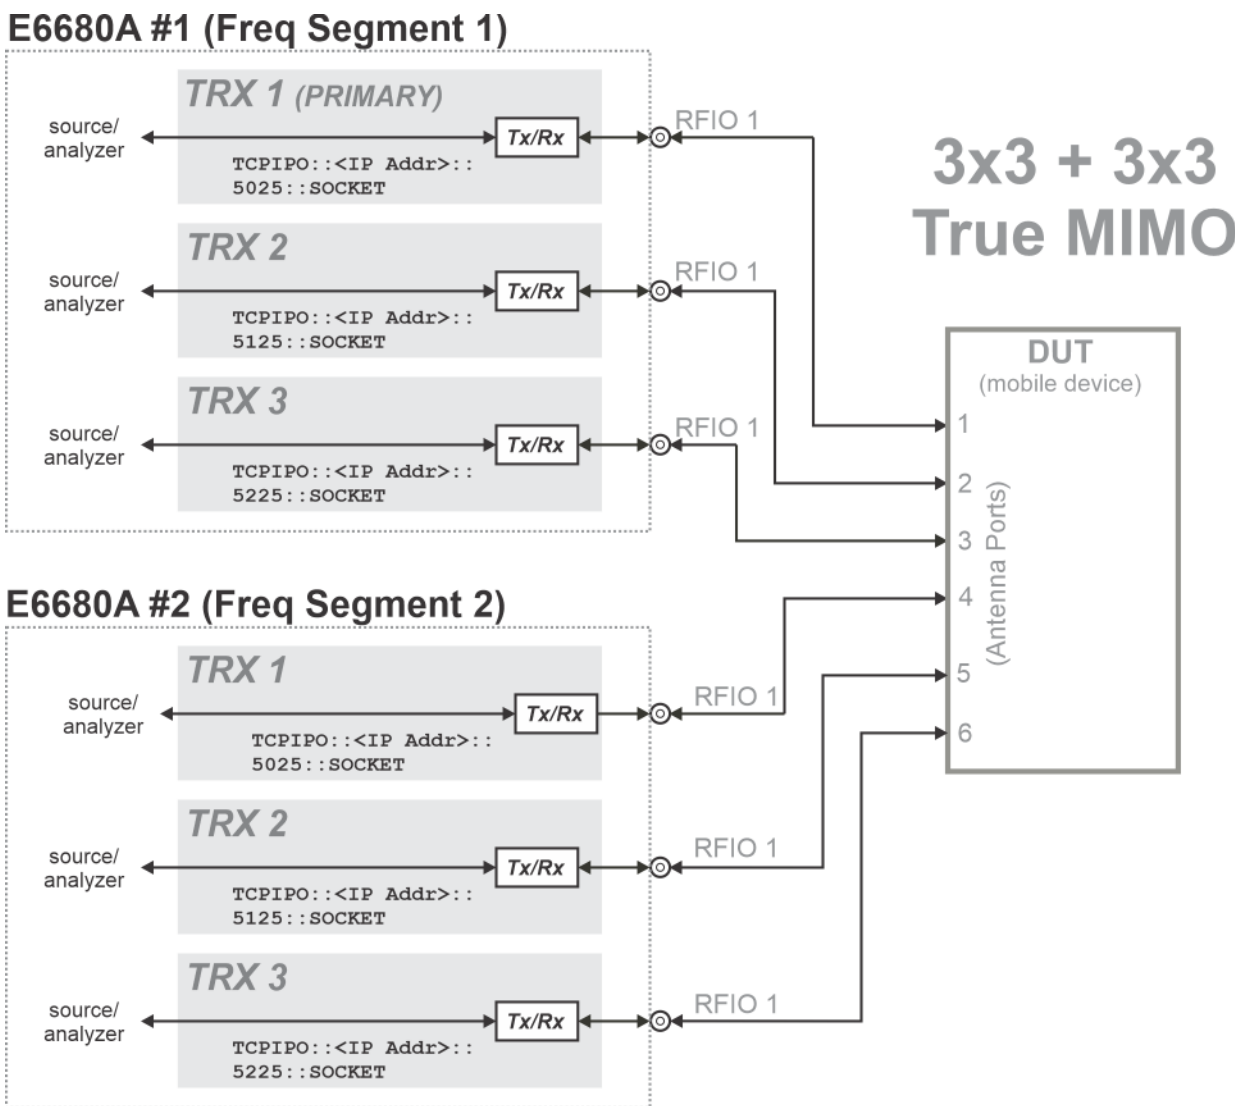 E6680A #1 (Freq Segment 1)
TRX 1 (PRIMARY)
source/
analyzer
Tx/Rx
RFIO 1
TCPIPO::<IP Addr>::
5025::SOCKET
TRX 2
source/
analyzer
Tx/Rx
RFIO 1
TCPIPO::<IP Addr>::
5125::SOCKET
TRX 3
source/
analyzer
Tx/Rx
RFIO 1
TCPIPO::<IP Addr>::
5225::SOCKET
3x3 + 3x3
True MIMO
DUT
(mobile device)
1
2
3
4
5
6
(Antenna Ports)
E6680A #2 (Freq Segment 2)
TRX 1
source/
analyzer
Tx/Rx
RFIO 1
TCPIPO::<IP Addr>::
5025::SOCKET
TRX 2
source/
analyzer
Tx/Rx
RFIO 1
TCPIPO::<IP Addr>::
5125::SOCKET
TRX 3
source/
analyzer
Tx/Rx
RFIO 1
TCPIPO::<IP Addr>::
5225::SOCKET